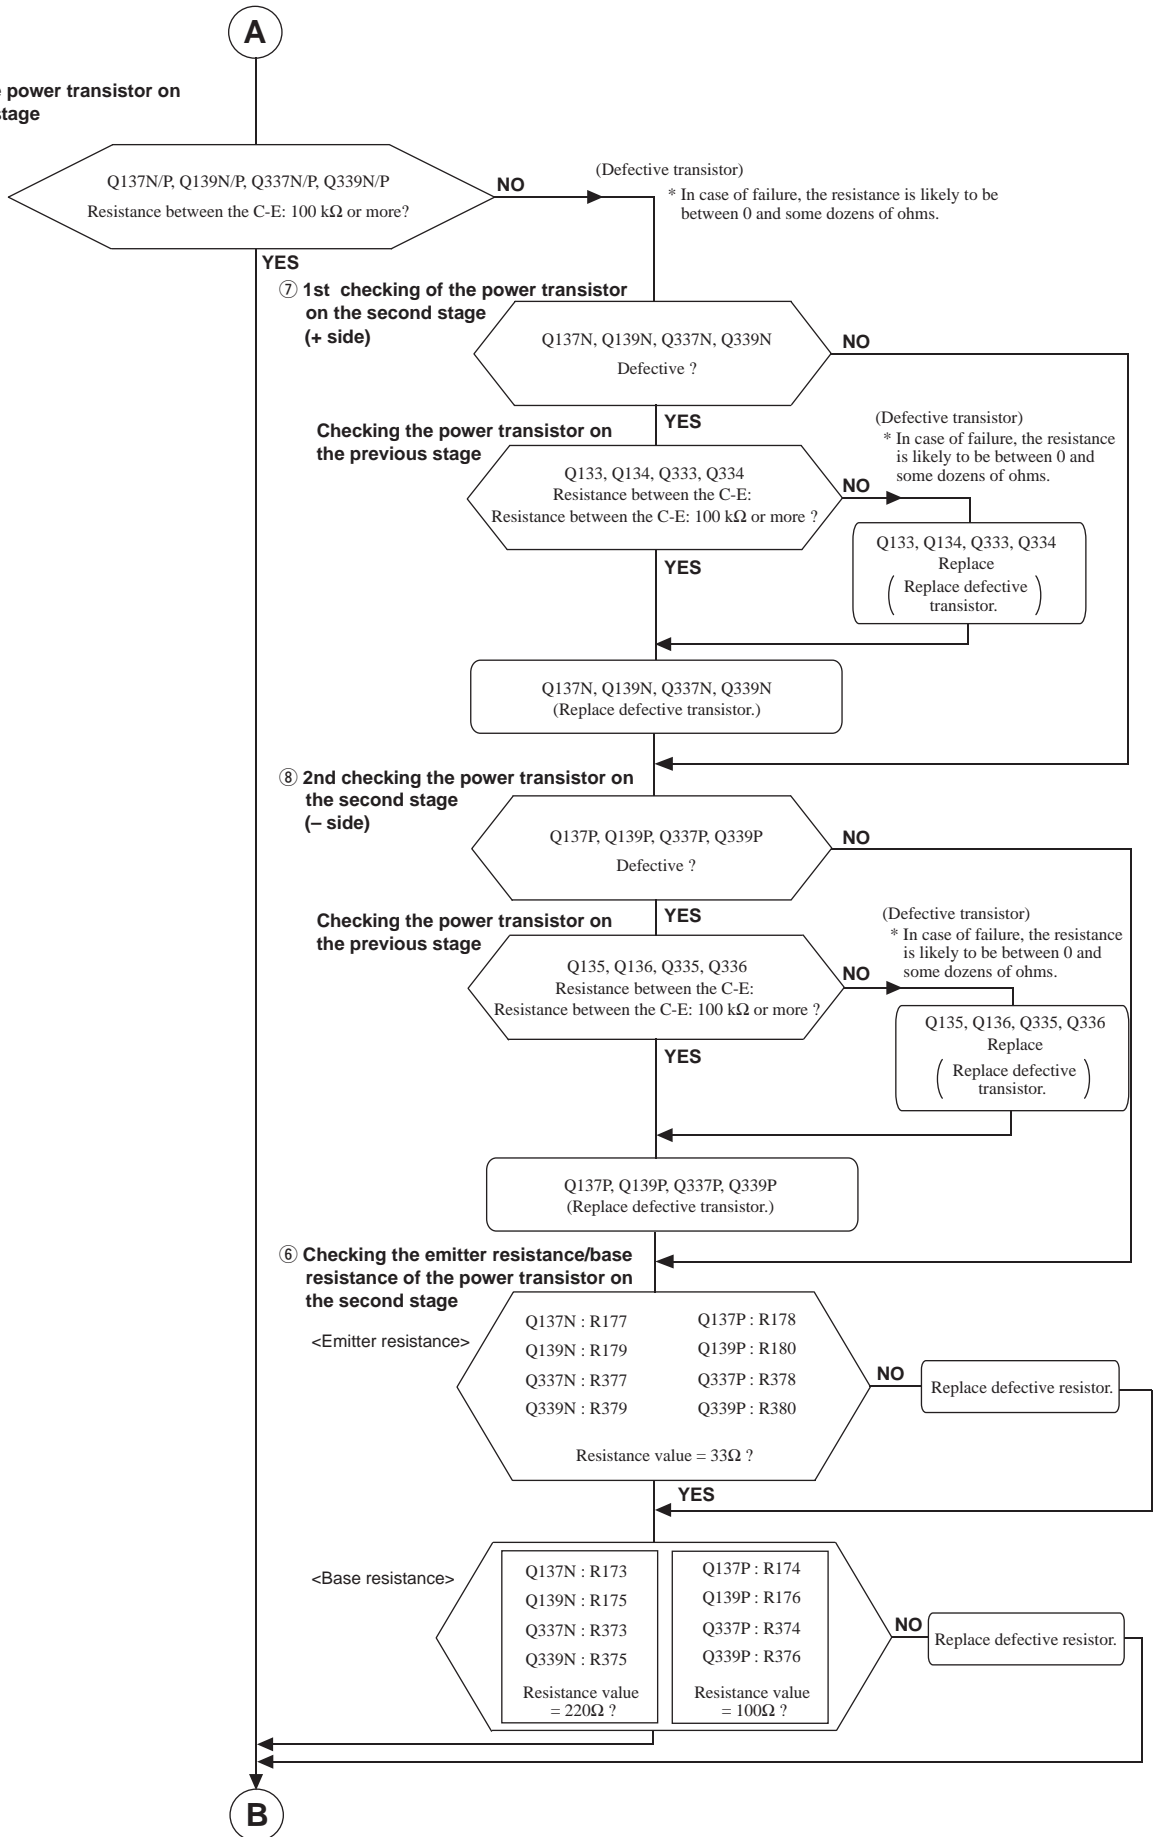 A
power transistor on
stage
Q137N/P, Q139N/P, Q337N/P, Q339N/P
Resistance between the C-E: 100 kΩ or more?
NO
(Defective transistor)
* In case of failure, the resistance is likely to be
between 0 and some dozens of ohms.
YES
⑦ 1st checking of the power transistor
on the second stage
(+ side)
Q137N, Q139N, Q337N, Q339N
Defective ?
NO
YES
Checking the power transistor on
the previous stage
Q133, Q134, Q333, Q334
Resistance between the C-E:
Resistance between the C-E: 100 kΩ or more ?
NO
(Defective transistor)
* In case of failure, the resistance
is likely to be between 0 and
some dozens of ohms.
Q133, Q134, Q333, Q334
Replace
( Replace defective
transistor. )
YES
Q137N, Q139N, Q337N, Q339N
(Replace defective transistor.)
⑧ 2nd checking the power transistor on
the second stage
(– side)
Q137P, Q139P, Q337P, Q339P
Defective ?
NO
YES
Checking the power transistor on
the previous stage
Q135, Q136, Q335, Q336
Resistance between the C-E:
Resistance between the C-E: 100 kΩ or more ?
NO
(Defective transistor)
* In case of failure, the resistance
is likely to be between 0 and
some dozens of ohms.
Q135, Q136, Q335, Q336
Replace
( Replace defective
transistor. )
YES
Q137P, Q139P, Q337P, Q339P
(Replace defective transistor.)
⑥ Checking the emitter resistance/base
resistance of the power transistor on
the second stage
<Emitter resistance>
Q137N : R177 Q137P : R178
Q139N : R179 Q139P : R180
Q337N : R377 Q337P : R378
Q339N : R379 Q339P : R380
Resistance value = 33Ω ?
NO
Replace defective resistor.
YES
<Base resistance>
Q137N : R173
Q139N : R175
Q337N : R373
Q339N : R375
Resistance value
= 220Ω ?
Q137P : R174
Q139P : R176
Q337P : R374
Q339P : R376
Resistance value
= 100Ω ?
NO
Replace defective resistor.
B